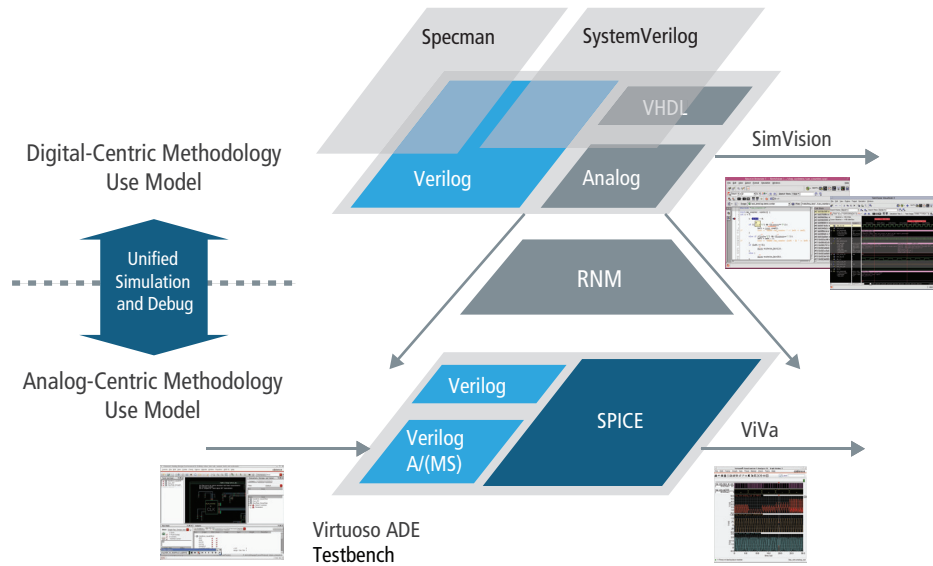 Specman
SystemVerilog
VHDL
Verilog
Analog
SimVision
Digital-Centric Methodology
Use Model
Unified
Simulation
and Debug
RNM
Analog-Centric Methodology
Use Model
Verilog
Verilog
A/(MS)
SPICE
ViVa
Virtuoso ADE
Testbench